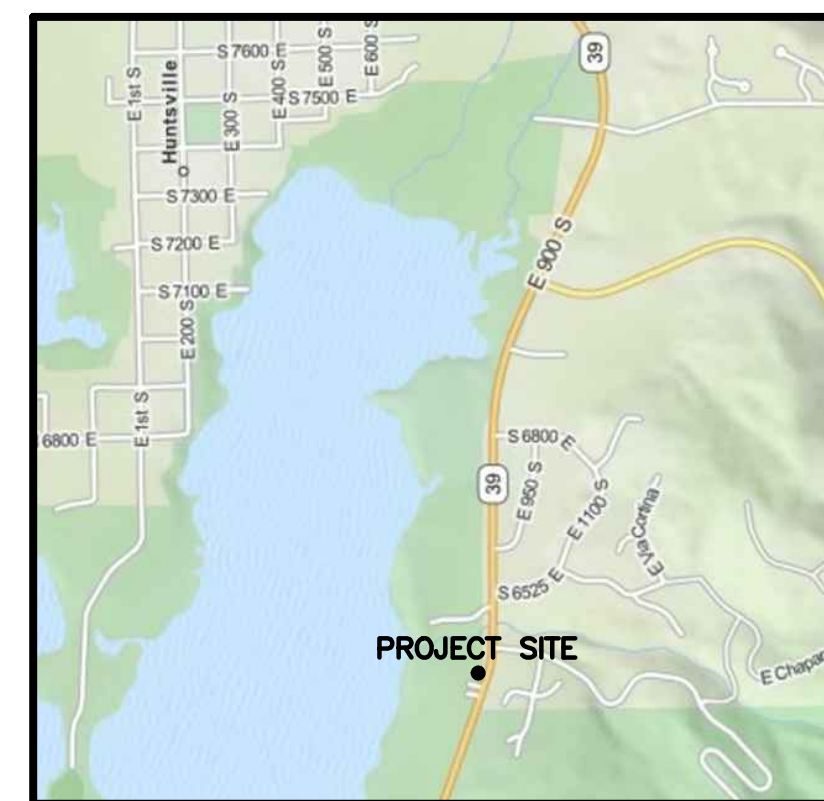 S 7600 E
E 500 S
E 600 S
39
E 1st S
Huntsville
E 400 S
S 7500 E
E 300 S
S 7300 E
S 7200 E
E 900 S
S 7100 E
E 200 S
E 1st S
6800 E
S 6800 E
39
E 950 S
E 1100 S
E Via Cortina
S 6525 E
PROJECT SITE
E Chapar